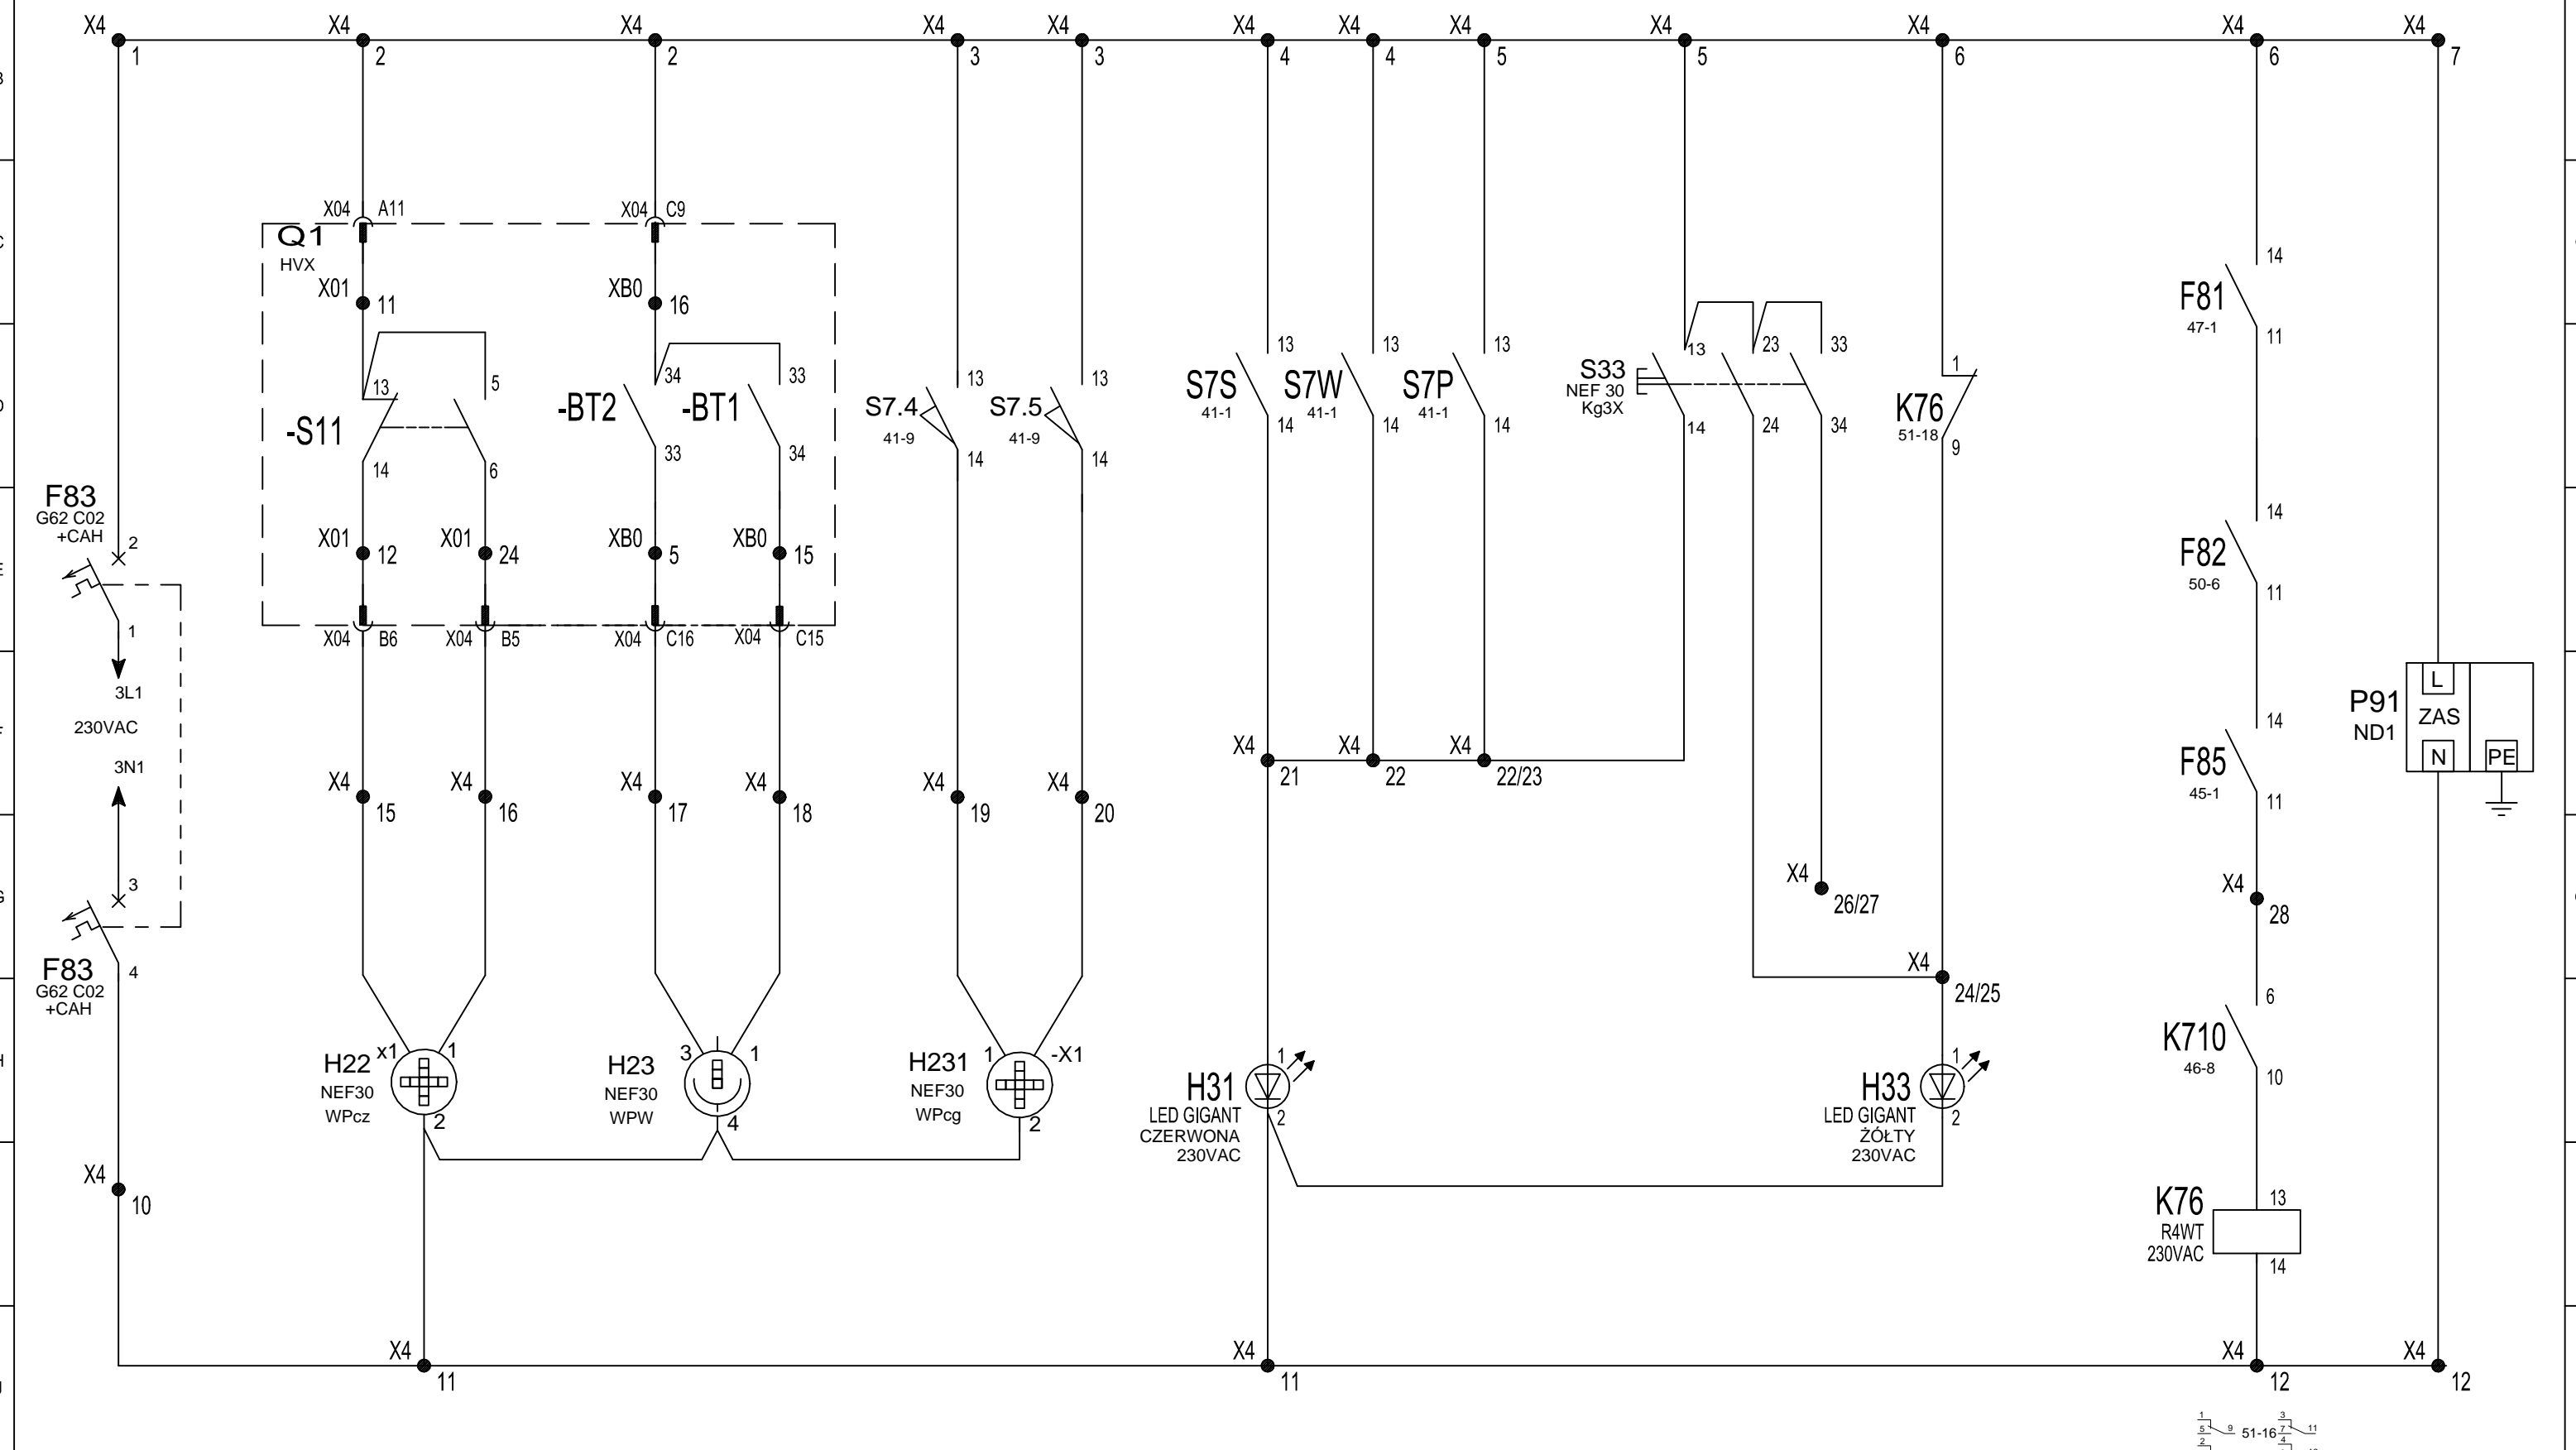 X4 X4 X4 X4 X4 X4 X4 X4 X4 X4 X4 X4
1 2 2 3 3 4 4 5 5 6 6 7
X04 A11 X04 C9
Q1
HVX
X01 11 XB0 16
14
F81
47-1
11
13 5 34 33
-S11 -BT2 -BT1
14 6 33 34
13 13
S7.4 S7.5
41-9 41-9
14 14
13 13 13
S7S S7W S7P
41-1 41-1 41-1
14 14 14
13 23 33
S33
NEF 30
Kg3X
14 24 34
1
K76
51-18
9
F83
G62 C02
+CAH
2
1
3L1
230VAC
3N1
3
F83
G62 C02
+CAH
4
X01 12 X01 24 XB0 5 XB0 15
X04 B6 X04 B5 X04 C16 X04 C15
14
F82
50-6
11
14
F85
45-1
11
L
P91 ZAS
ND1
N PE
X4 X4 X4
21 22 22/23
X4 X4 X4 X4 X4 X4
15 16 17 18 19 20
X4
26/27
X4
28
X4
24/25
6
K710
46-8
10
H22 x1 1
NEF30
WPcz
2
H23 3 1
NEF30
WPW
4
H231 1 -X1
NEF30
WPcg
2
1
H31
LED GIGANT 2
CZERWONA
230VAC
1
H33
LED GIGANT 2
ŻÓŁTY
230VAC
X4
10
13
K76
R4WT
230VAC
14
X4 X4 X4 X4
11 11 12 12
1 3
5 9 51-16 7 11
2 4